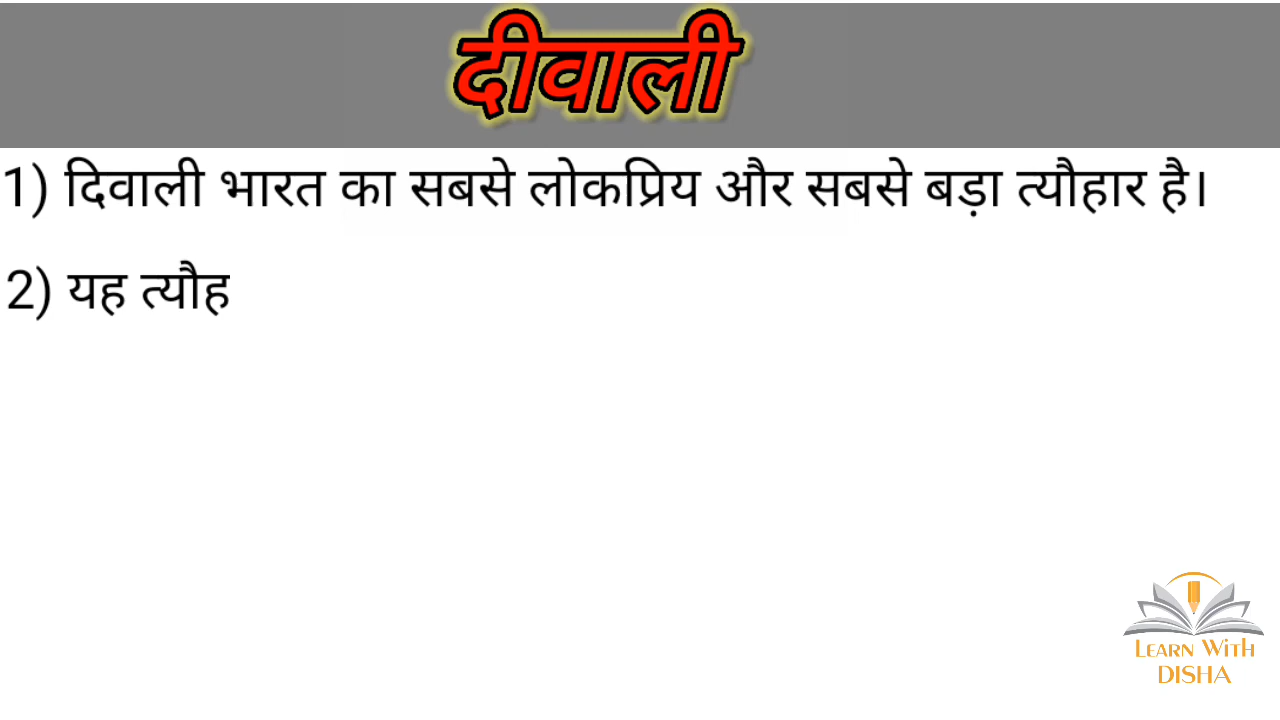 दीवाली
1) दिवाली भारत का सबसे लोकप्रिय और सबसे बड़ा त्यौहार है।
2) यह त्यौह
LEARN WITH
DISHA